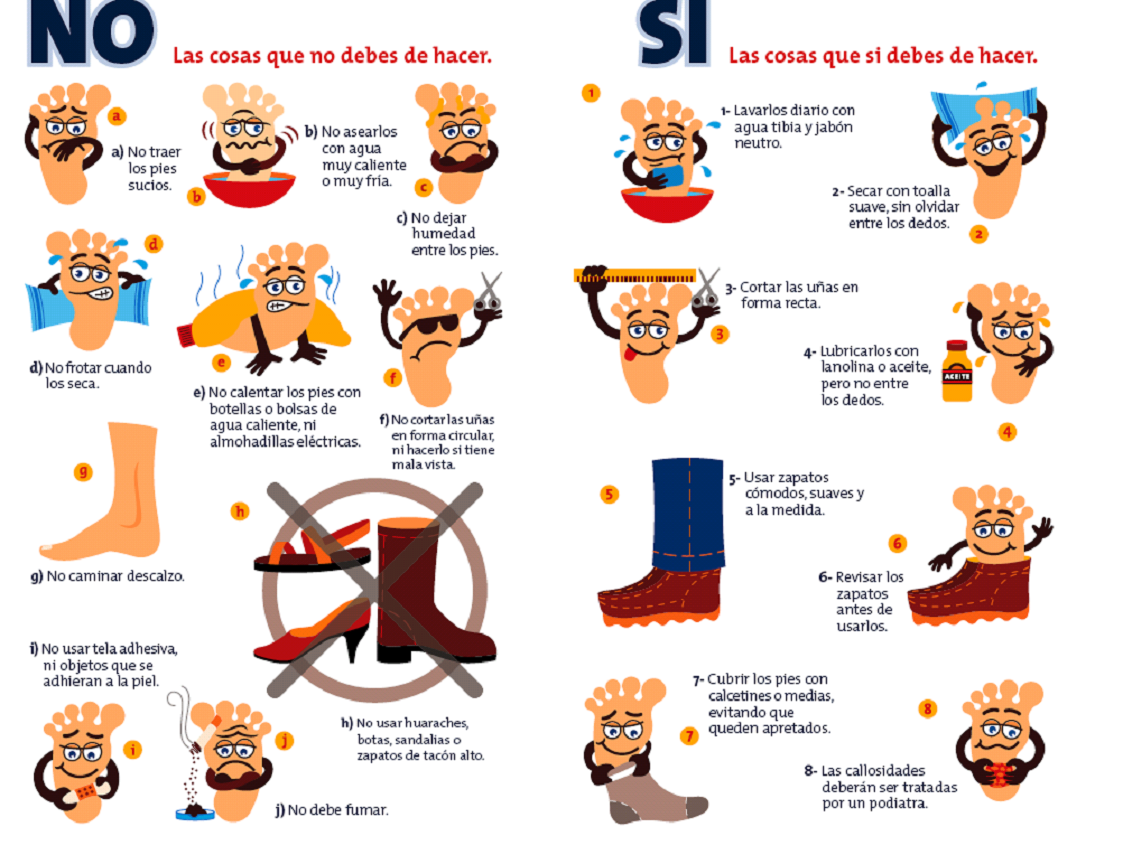 NO
Las cosas que no debes de hacer.
a
a) No traer
los pies
sucios.
b
b) No asearlos
con agua
muy caliente
o muy fría.
c
c) No dejar
humedad
entre los pies.
d
d) No frotar cuando
los seca.
e
e) No calentar los pies con
botellas o bolsas de
agua caliente, ni
almohadillas eléctricas.
f
f) No cortar las uñas
en forma circular,
ni hacerlo si tiene
mala vista.
g
g) No caminar descalzo.
h
h) No usar huaraches,
botas, sandalias o
zapatos de tacón alto.
i) No usar tela adhesiva,
ni objetos que se
adhieran a la piel.
i
j
j) No debe fumar.
SI
Las cosas que si debes de hacer.
1
1- Lavarlos diario con
agua tibia y jabón
neutro.
2- Secar con toalla
suave, sin olvidar
entre los dedos.
2
3- Cortar las uñas en
forma recta.
3
4- Lubricarlos con
lanolina o aceite,
pero no entre
los dedos.
ACEITE
4
5
5- Usar zapatos
cómodos, suaves y
a la medida.
6
6- Revisar los
zapatos
antes de
usarlos.
7- Cubrir los pies con
calcetines o medias,
evitando que
queden apretados.
7
8
8- Las callosidades
deberán ser tratadas
por un podiatra.